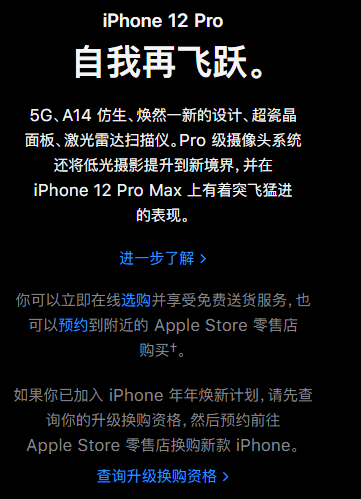 iPhone 12 Pro
自我再飞跃。
5G、A14 仿生、焕然一新的设计、超瓷晶
面板、激光雷达扫描仪。Pro 级摄像头系统
还将低光摄影提升到新境界，并在
iPhone 12 Pro Max 上有着突飞猛进
的表现。
进一步了解 >
你可以立即在线选购并享受免费送货服务，也
可以预约到附近的 Apple Store 零售店
购买†。
如果你已加入 iPhone 年年焕新计划，请先查
询你的升级换购资格，然后预约前往
Apple Store 零售店换购新款 iPhone。
查询升级换购资格 >